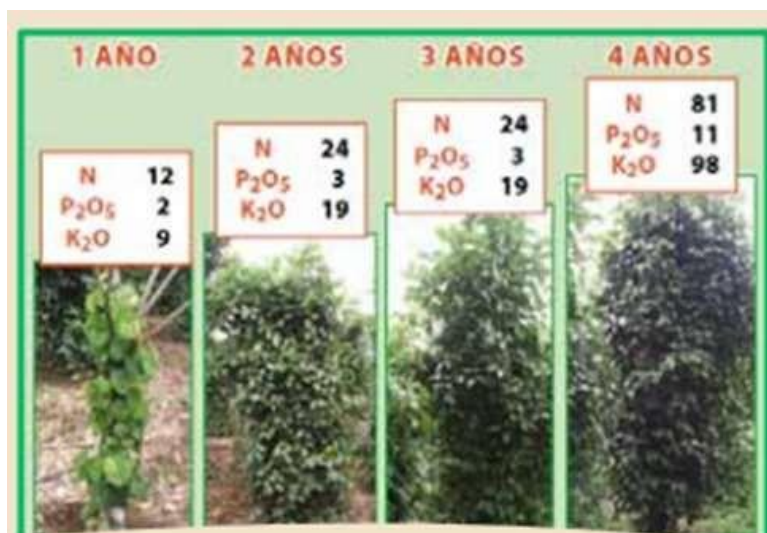 1 AÑO
N 12
P₂O₅ 2
K₂O 9
2 AÑOS
N 24
P₂O₅ 3
K₂O 19
3 AÑOS
N 24
P₂O₅ 3
K₂O 19
4 AÑOS
N 81
P₂O₅ 11
K₂O 98